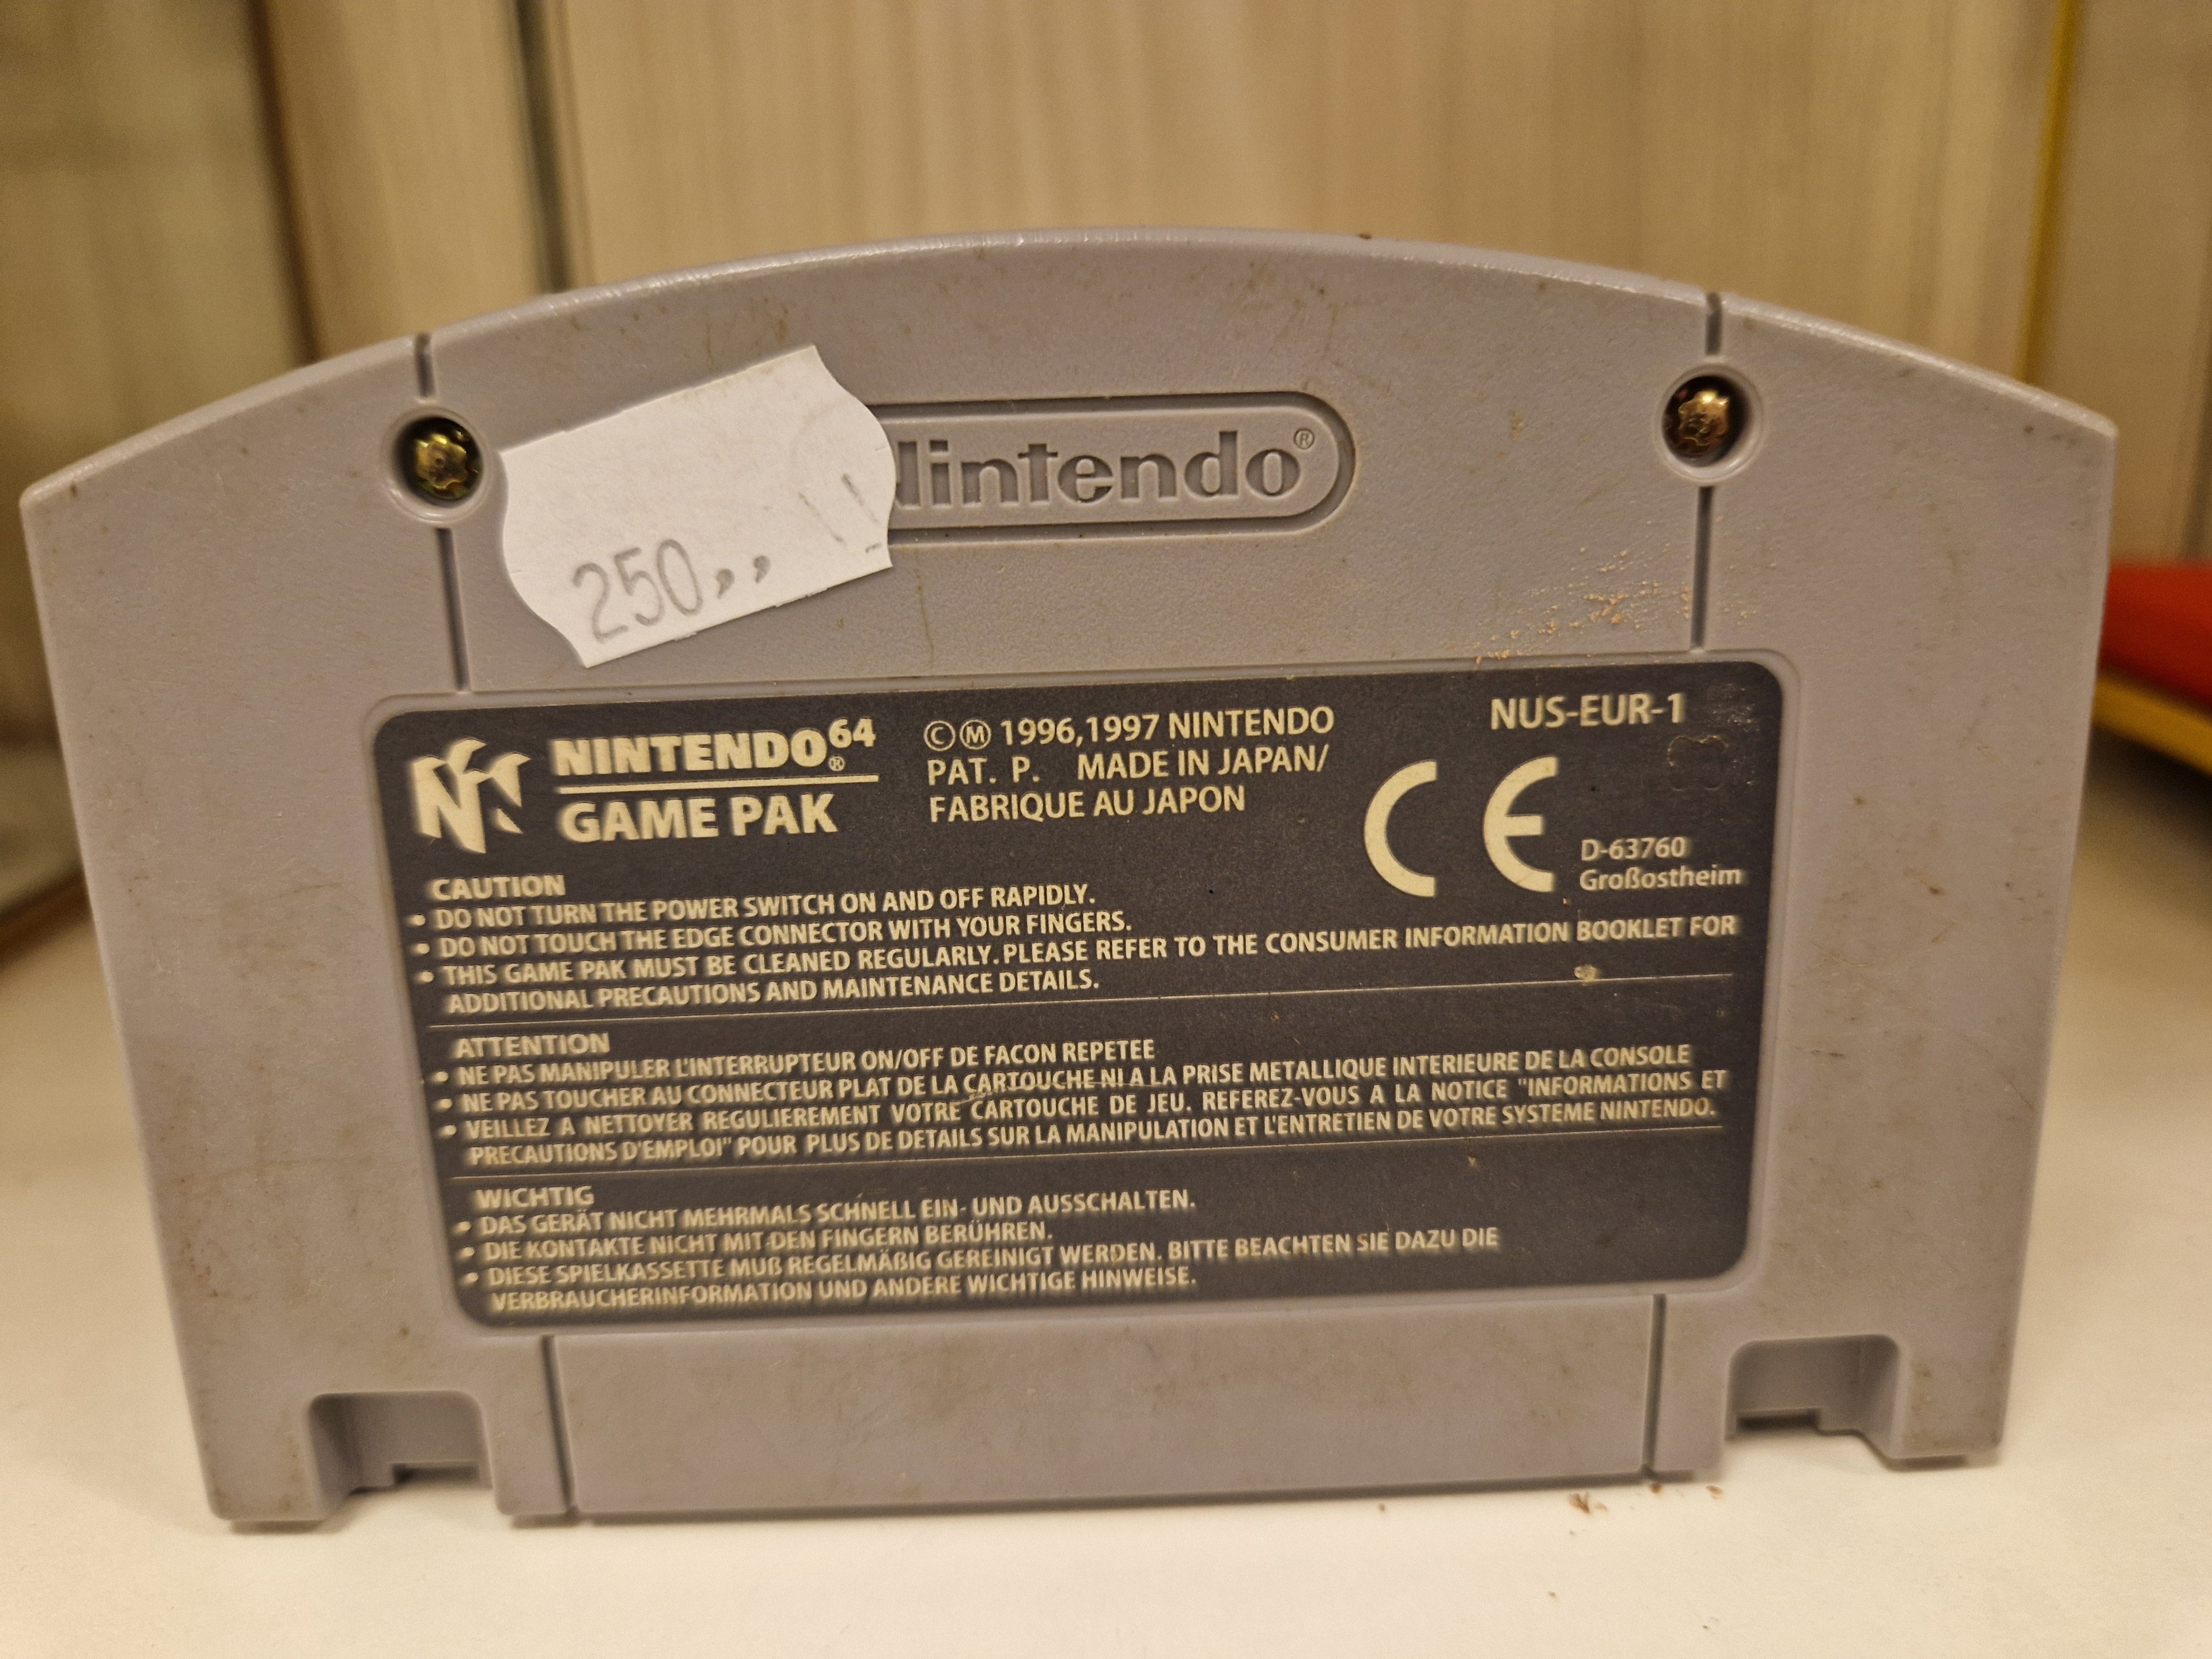 250,,
Nintendo®
NINTENDO64®
GAME PAK
©Ⓜ 1996,1997 NINTENDO
PAT. P. MADE IN JAPAN/
FABRIQUE AU JAPON
NUS-EUR-1
CE
D-63760
Großostheim
CAUTION
• DO NOT TURN THE POWER SWITCH ON AND OFF RAPIDLY.
• DO NOT TOUCH THE EDGE CONNECTOR WITH YOUR FINGERS.
• THIS GAME PAK MUST BE CLEANED REGULARLY. PLEASE REFER TO THE CONSUMER INFORMATION BOOKLET FOR
ADDITIONAL PRECAUTIONS AND MAINTENANCE DETAILS.
ATTENTION
• NE PAS MANIPULER L'INTERRUPTEUR ON/OFF DE FACON REPETEE
• NE PAS TOUCHER AU CONNECTEUR PLAT DE LA CARTOUCHE NI A LA PRISE METALLIQUE INTERIEURE DE LA CONSOLE
• VEILLEZ A NETTOYER REGULIEREMENT VOTRE CARTOUCHE DE JEU. REFEREZ-VOUS A LA NOTICE "INFORMATIONS ET
PRECAUTIONS D'EMPLOI" POUR PLUS DE DETAILS SUR LA MANIPULATION ET L'ENTRETIEN DE VOTRE SYSTEME NINTENDO.
WICHTIG
• DAS GERÄT NICHT MEHRMALS SCHNELL EIN- UND AUSSCHALTEN.
• DIE KONTAKTE NICHT MIT DEN FINGERN BERÜHREN.
• DIESE SPIELKASSETTE MUß REGELMÄßIG GEREINIGT WERDEN. BITTE BEACHTEN SIE DAZU DIE
VERBRAUCHERINFORMATION UND ANDERE WICHTIGE HINWEISE.